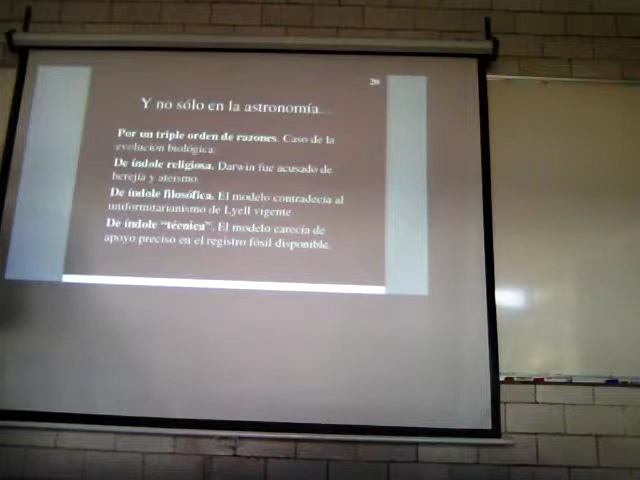 20
Y no sólo en la astronomía...
Por un triple orden de razones. Caso de la
evolución biológica.
De índole religiosa. Darwin fue acusado de
herejía y ateísmo.
De índole filosófica. El modelo contradecía al
uniformitarianismo de Lyell vigente
De índole "técnica". El modelo carecía de
apoyo preciso en el registro fósil disponible.